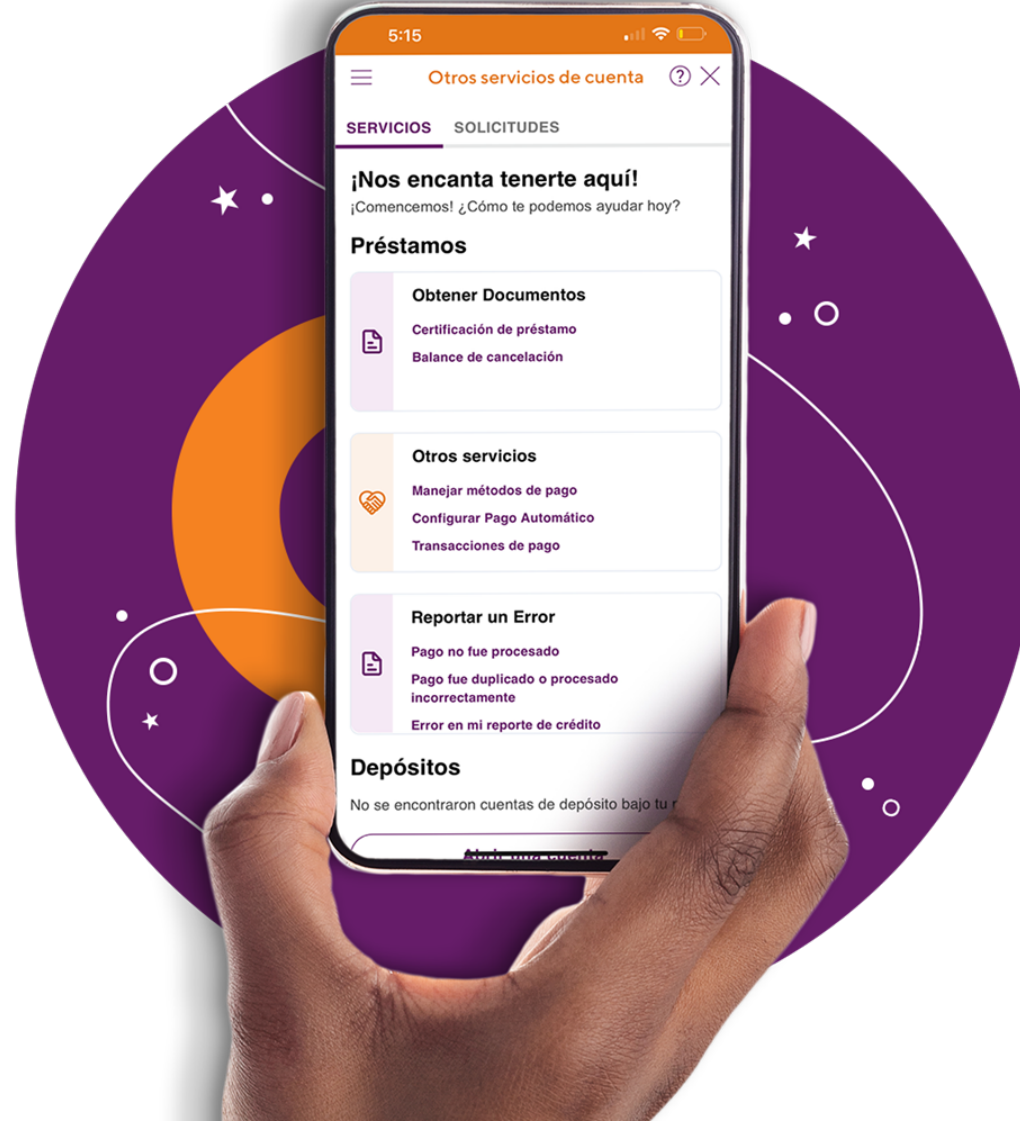 5:15
Otros servicios de cuenta
SERVICIOS SOLICITUDES
¡Nos encanta tenerte aquí!
¡Comencemos! ¿Cómo te podemos ayudar hoy?
Préstamos
Obtener Documentos
Certificación de préstamo
Balance de cancelación
Otros servicios
Manejar métodos de pago
Configurar Pago Automático
Transacciones de pago
Reportar un Error
Pago no fue procesado
Pago fue duplicado o procesado
incorrectamente
Error en mi reporte de crédito
Depósitos
No se encontraron cuentas de depósito bajo tu
Abrir una cuenta